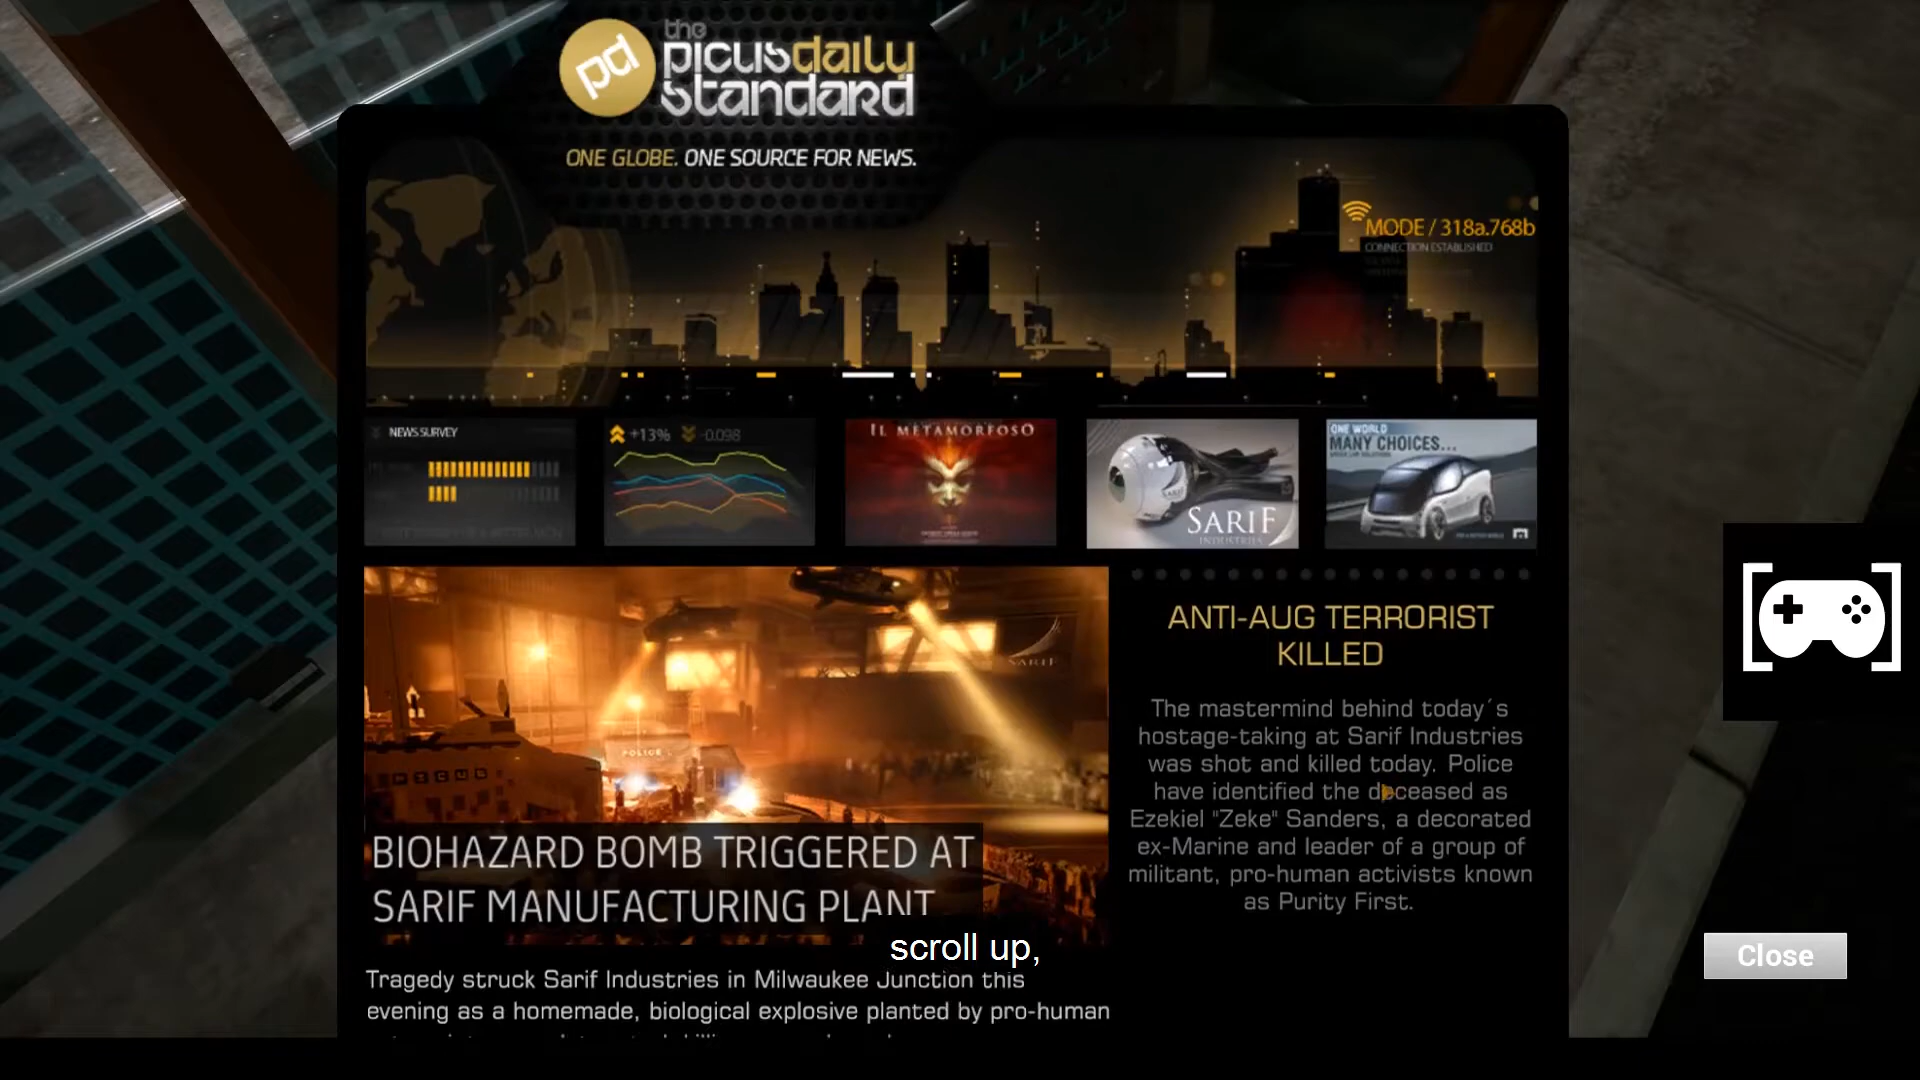 pd
the
picusdaily
standard
ONE GLOBE. ONE SOURCE FOR NEWS.
MODE / 318a.768b
CONNECTION ESTABLISHED
NEWS SURVEY
+13% -0.098
IL METAMORFOSO
SARIF
INDUSTRIES
ONE WORLD
MANY CHOICES...
SARIF
POLICE
PICUS
BIOHAZARD BOMB TRIGGERED AT
SARIF MANUFACTURING PLANT
Tragedy struck Sarif Industries in Milwaukee Junction this
evening as a homemade, biological explosive planted by pro-human
ANTI-AUG TERRORIST
KILLED
The mastermind behind today´s
hostage-taking at Sarif Industries
was shot and killed today. Police
have identified the deceased as
Ezekiel "Zeke" Sanders, a decorated
ex-Marine and leader of a group of
militant, pro-human activists known
as Purity First.
scroll up,
Close